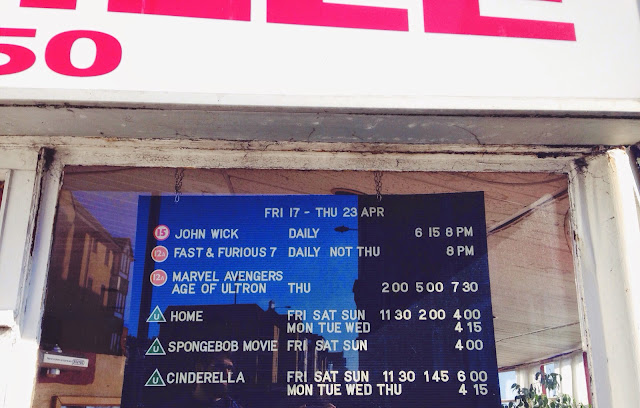 50
FRI 17 - THU 23 APR
15 JOHN WICK DAILY 6 15 8 PM
12A FAST & FURIOUS 7 DAILY NOT THU 8 PM
12A MARVEL AVENGERS
AGE OF ULTRON THU 2 00 5 00 7 30
U HOME FRI SAT SUN 11 30 2 00 4 00
MON TUE WED 4 15
U SPONGEBOB MOVIE FRI SAT SUN 4 00
U CINDERELLA FRI SAT SUN 11 30 1 45 6 00
MON TUE WED THU 4 15